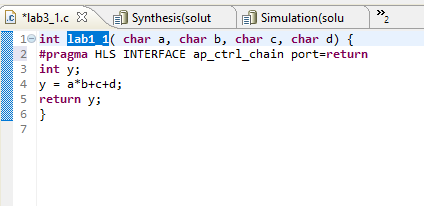 *lab3_1.c Synthesis(solut Simulation(solu »2
1 int lab1_1( char a, char b, char c, char d) {
2 #pragma HLS INTERFACE ap_ctrl_chain port=return
3 int y;
4 y = a*b+c+d;
5 return y;
6 }
7